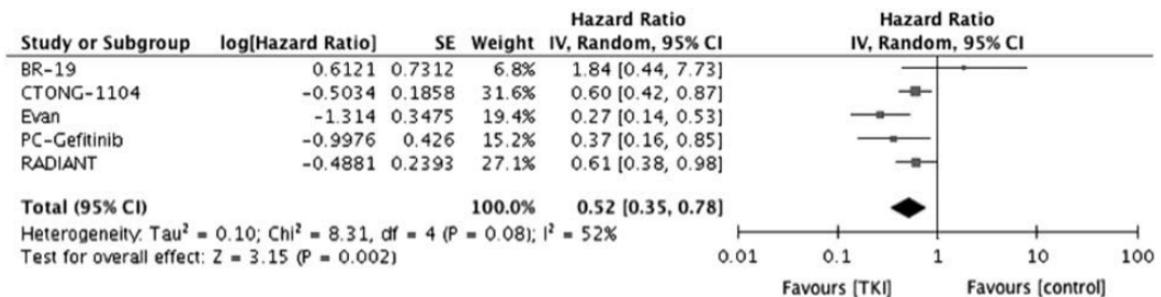 Hazard Ratio Hazard Ratio
Study or Subgroup log[Hazard Ratio] SE Weight IV, Random, 95% CI IV, Random, 95% CI
BR-19 0.6121 0.7312 6.8% 1.84 [0.44, 7.73]
CTONG-1104 -0.5034 0.1858 31.6% 0.60 [0.42, 0.87]
Evan -1.314 0.3475 19.4% 0.27 [0.14, 0.53]
PC-Gefitinib -0.9976 0.426 15.2% 0.37 [0.16, 0.85]
RADIANT -0.4881 0.2393 27.1% 0.61 [0.38, 0.98]
Total (95% CI) 100.0% 0.52 [0.35, 0.78]
Heterogeneity: Tau² = 0.10; Chi² = 8.31, df = 4 (P = 0.08); I² = 52%
Test for overall effect: Z = 3.15 (P = 0.002)
0.01 0.1 1 10 100
Favours [TKI] Favours [control]